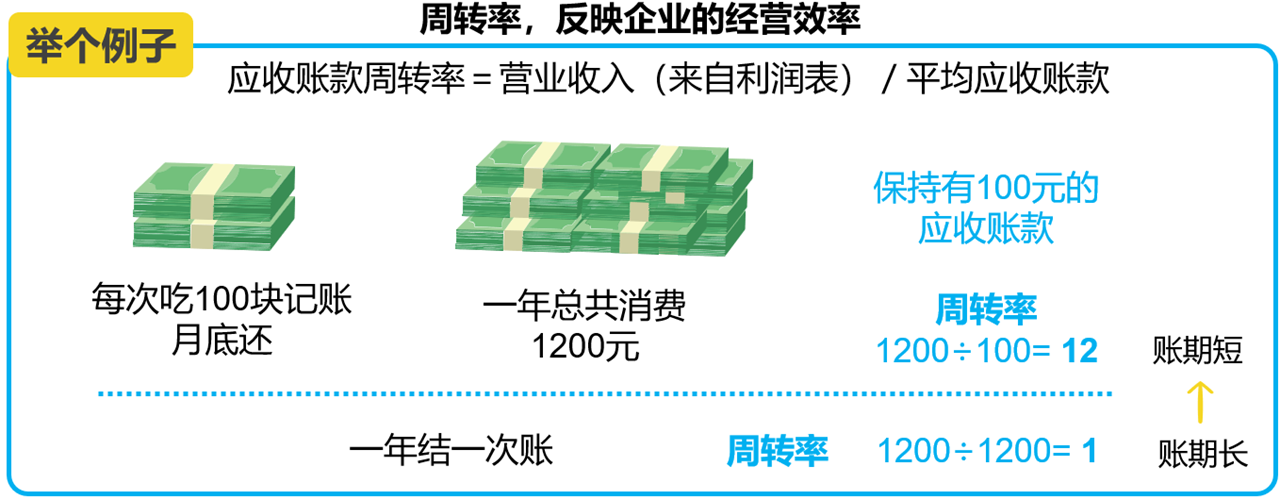 周转率，反映企业的经营效率
举个例子
应收账款周转率＝营业收入（来自利润表）/平均应收账款
保持有100元的
应收账款
每次吃100块记账
月底还
一年总共消费
1200元
周转率
1200÷100= 12
账期短
一年结一次账
周转率
1200÷1200= 1
账期长